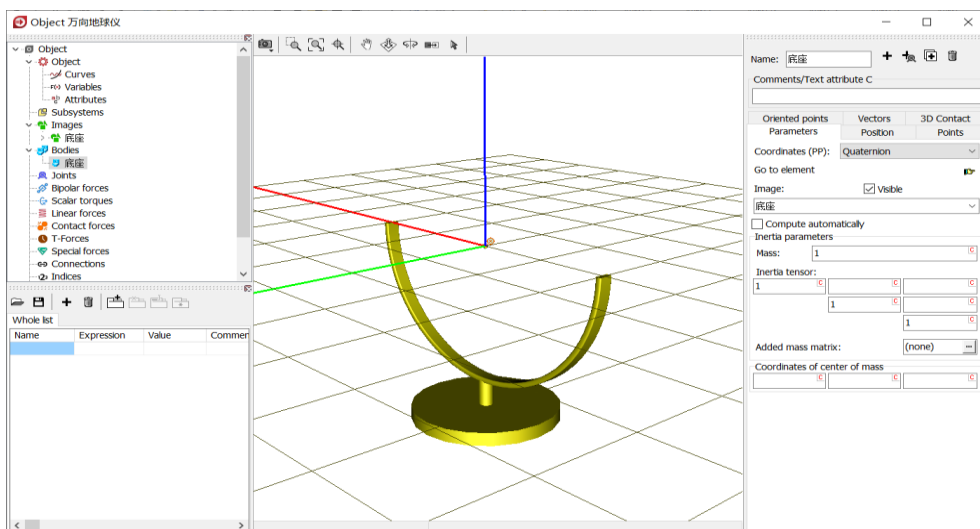 Object 万向地球仪
Object
Object
Curves
Variables
Attributes
Subsystems
Images
底座
Bodies
底座
Joints
Bipolar forces
Scalar torques
Linear forces
Contact forces
T-Forces
Special forces
Connections
Indices
Whole list
Name Expression Value Commen
Name: 底座
Comments/Text attribute C
Oriented points Vectors 3D Contact
Parameters Position Points
Coordinates (PP): Quaternion
Go to element
Image: Visible
底座
Compute automatically
Inertia parameters
Mass: 1 C
Inertia tensor:
1 C C C
1 C C
1 C
Added mass matrix: (none) ...
Coordinates of center of mass
C C C